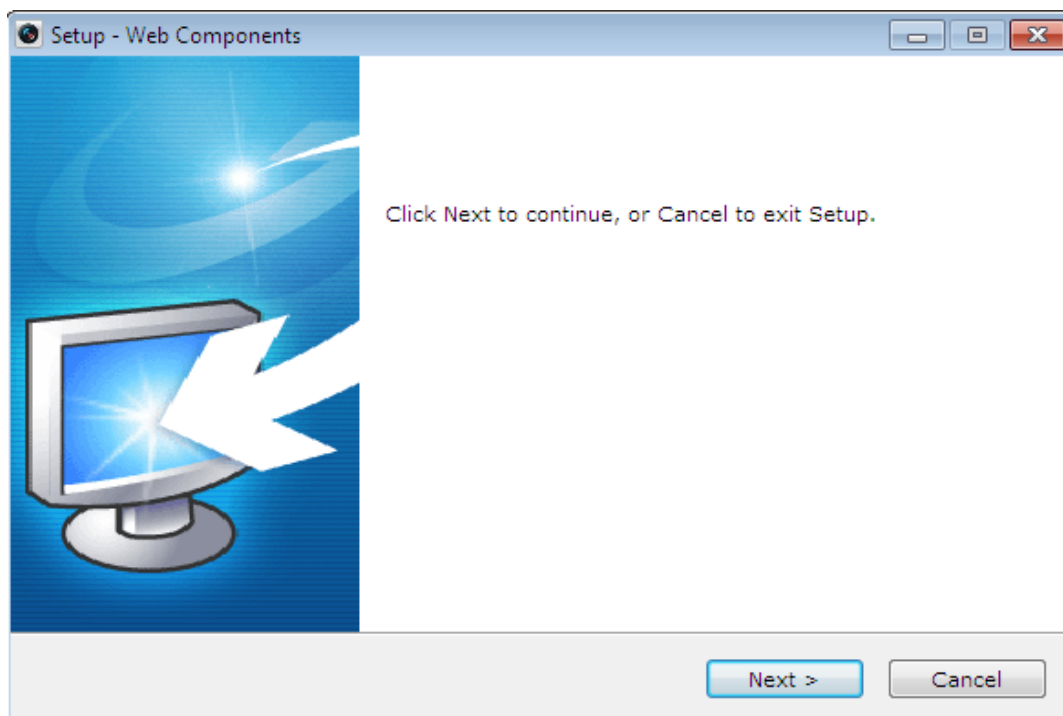 Setup - Web Components
Click Next to continue, or Cancel to exit Setup.
Next >
Cancel